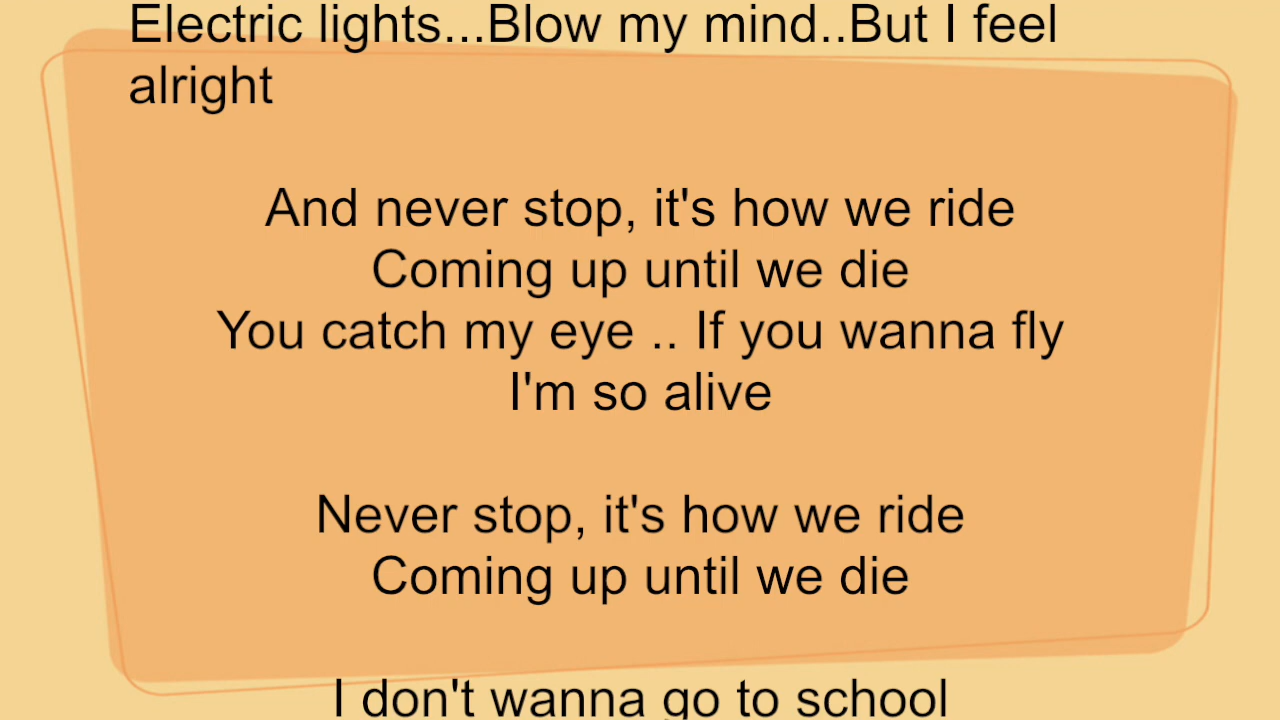 Electric lights...Blow my mind..But I feel
alright
And never stop, it's how we ride
Coming up until we die
You catch my eye .. If you wanna fly
I'm so alive
Never stop, it's how we ride
Coming up until we die
I don't wanna go to school